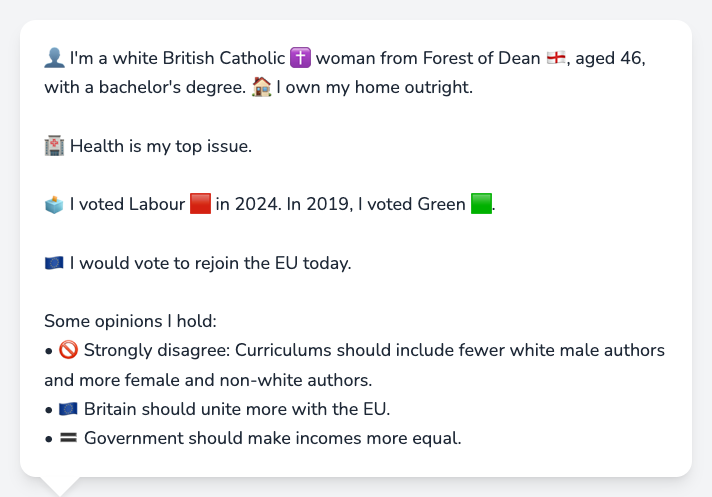 👤 I'm a white British Catholic ✝️ woman from Forest of Dean 🏴󠁧󠁢󠁥󠁮󠁧󠁿, aged 46,
with a bachelor's degree. 🏠 I own my home outright.
🏥 Health is my top issue.
🗳️ I voted Labour 🟥 in 2024. In 2019, I voted Green 🟩.
🇪🇺 I would vote to rejoin the EU today.
Some opinions I hold:
• 🚫 Strongly disagree: Curriculums should include fewer white male authors
and more female and non-white authors.
• 🇪🇺 Britain should unite more with the EU.
• 🟰 Government should make incomes more equal.